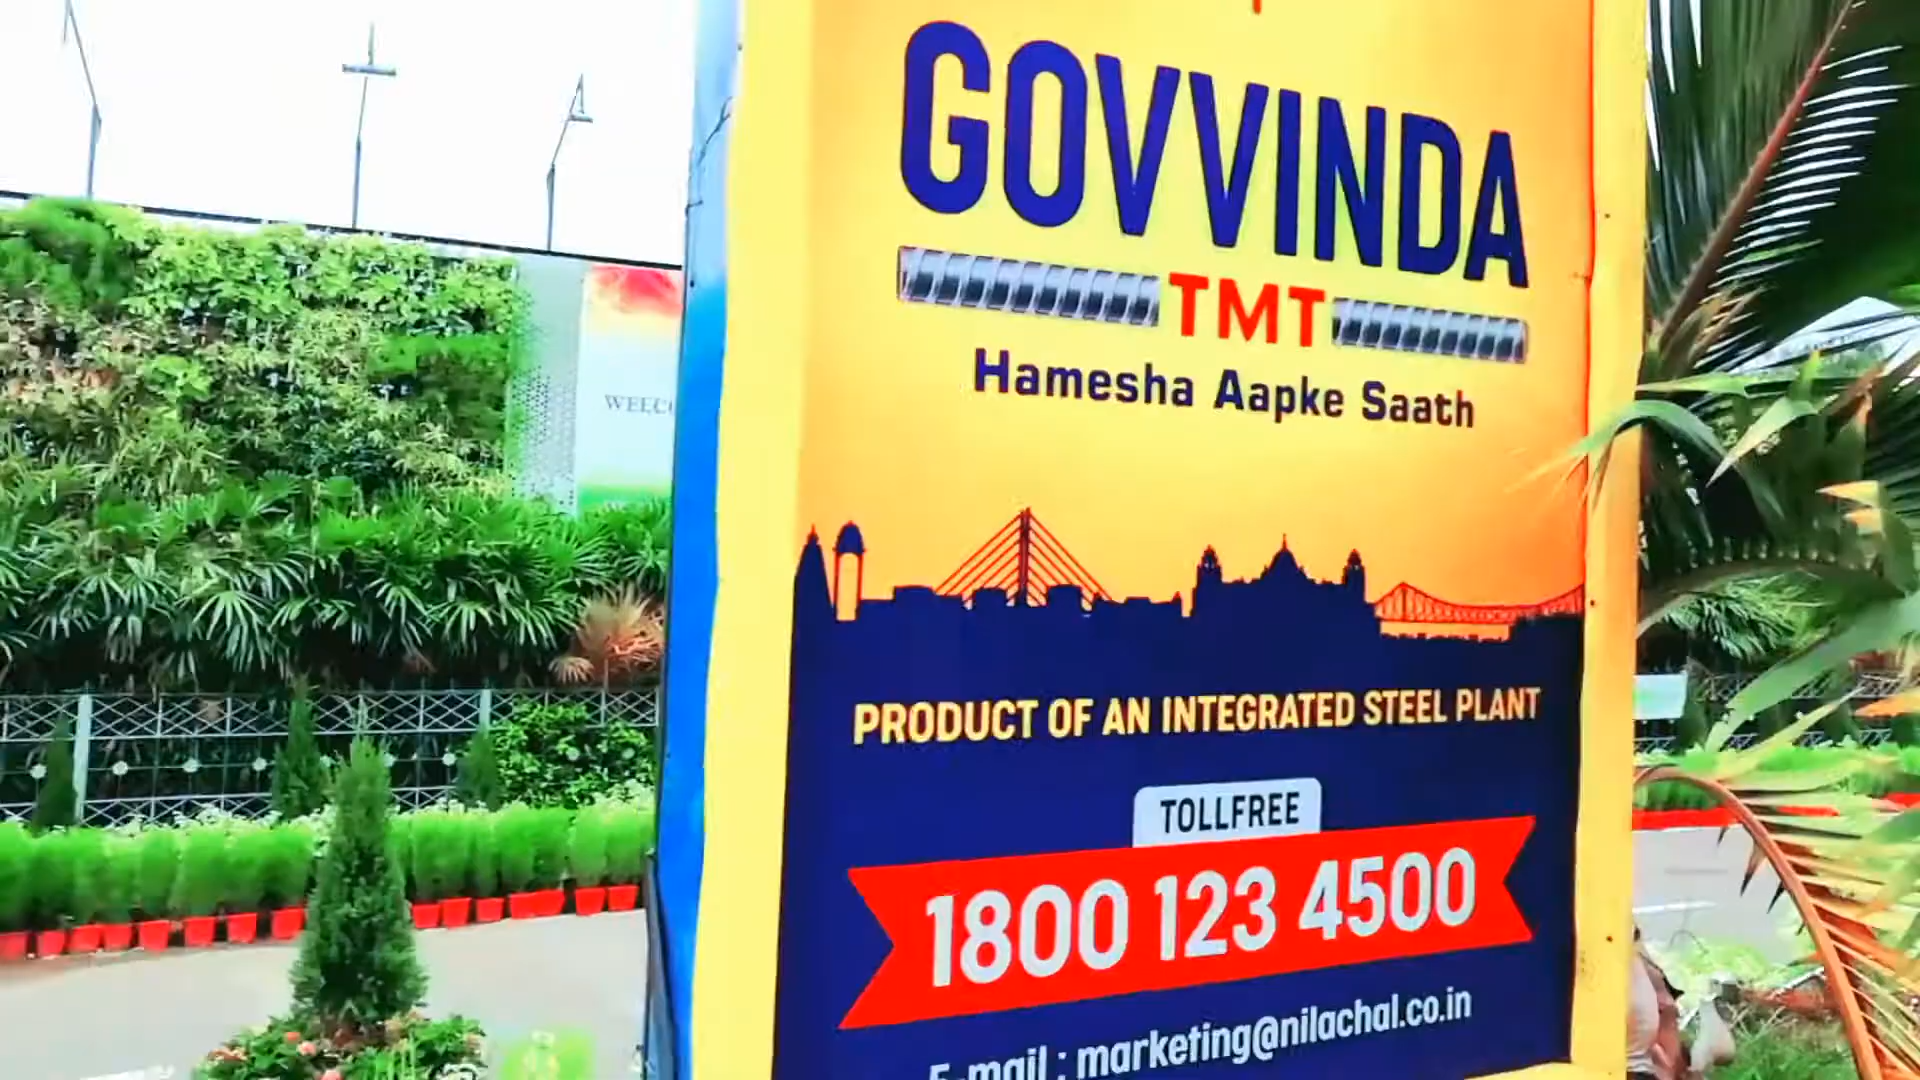 GOVVINDA
TMT
Hamesha Aapke Saath
PRODUCT OF AN INTEGRATED STEEL PLANT
TOLLFREE
1800 123 4500
E-mail : marketing@nilachal.co.in